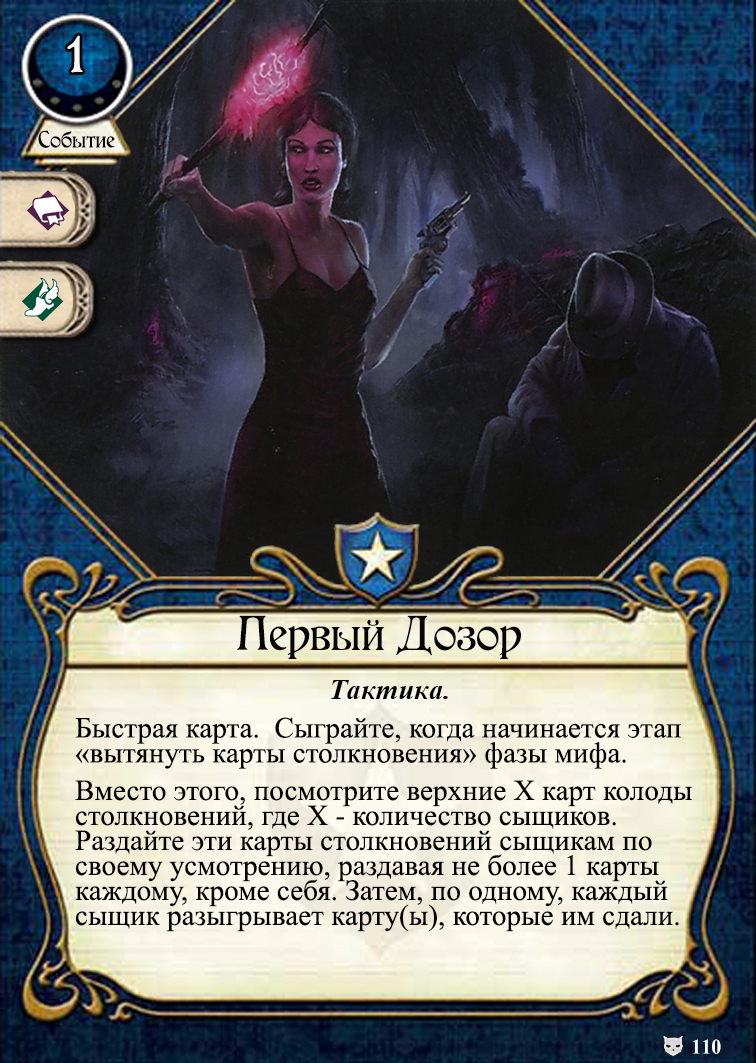 1
Событие
Первый Дозор
Тактика.
Быстрая карта.  Сыграйте, когда начинается этап
«вытянуть карты столкновения» фазы мифа.
Вместо этого, посмотрите верхние X карт колоды
столкновений, где X - количество сыщиков.
Раздайте эти карты столкновений сыщикам по
своему усмотрению, раздавая не более 1 карты
каждому, кроме себя. Затем, по одному, каждый
сыщик разыгрывает карту(ы), которые им сдали.
110